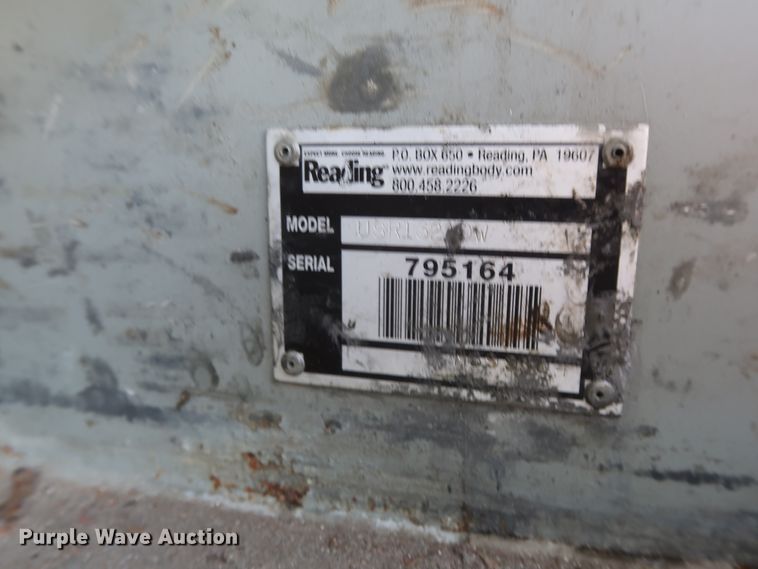 P.O. BOX 650 • Reading, PA 19607
Reading
www.readingbody.com
800.458.2226
MODEL
SERIAL
795164
Purple Wave Auction